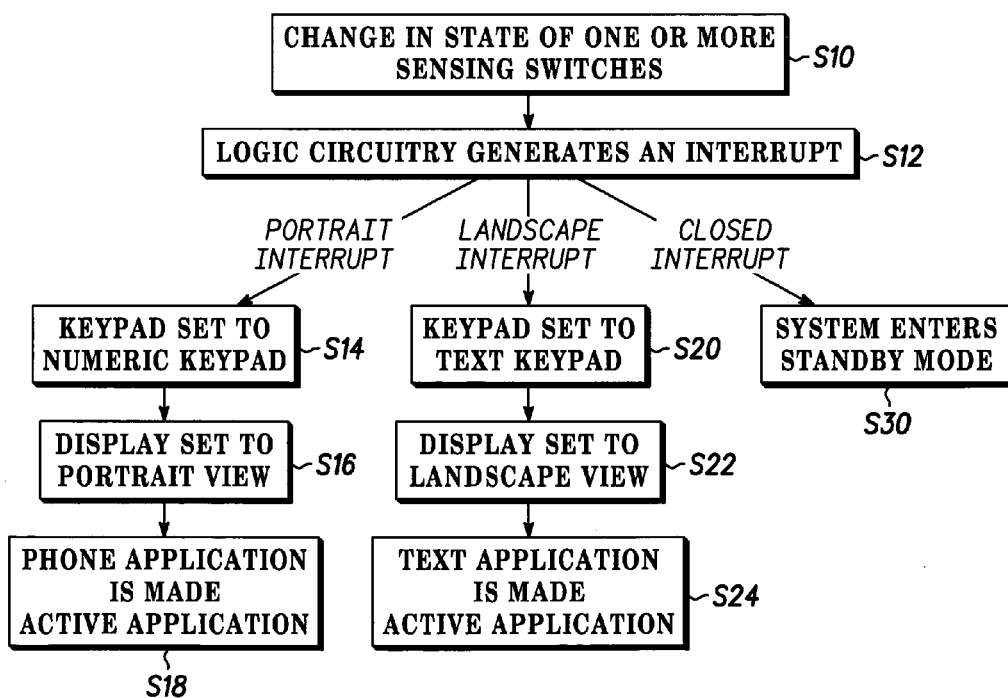 CHANGE IN STATE OF ONE OR MORE
SENSING SWITCHES
S10
LOGIC CIRCUITRY GENERATES AN INTERRUPT
S12
PORTRAIT
INTERRUPT
LANDSCAPE
INTERRUPT
CLOSED
INTERRUPT
KEYPAD SET TO
NUMERIC KEYPAD
S14
KEYPAD SET TO
TEXT KEYPAD
S20
SYSTEM ENTERS
STANDBY MODE
S30
DISPLAY SET TO
PORTRAIT VIEW
S16
DISPLAY SET TO
LANDSCAPE VIEW
S22
PHONE APPLICATION
IS MADE
ACTIVE APPLICATION
S18
TEXT APPLICATION
IS MADE
ACTIVE APPLICATION
S24